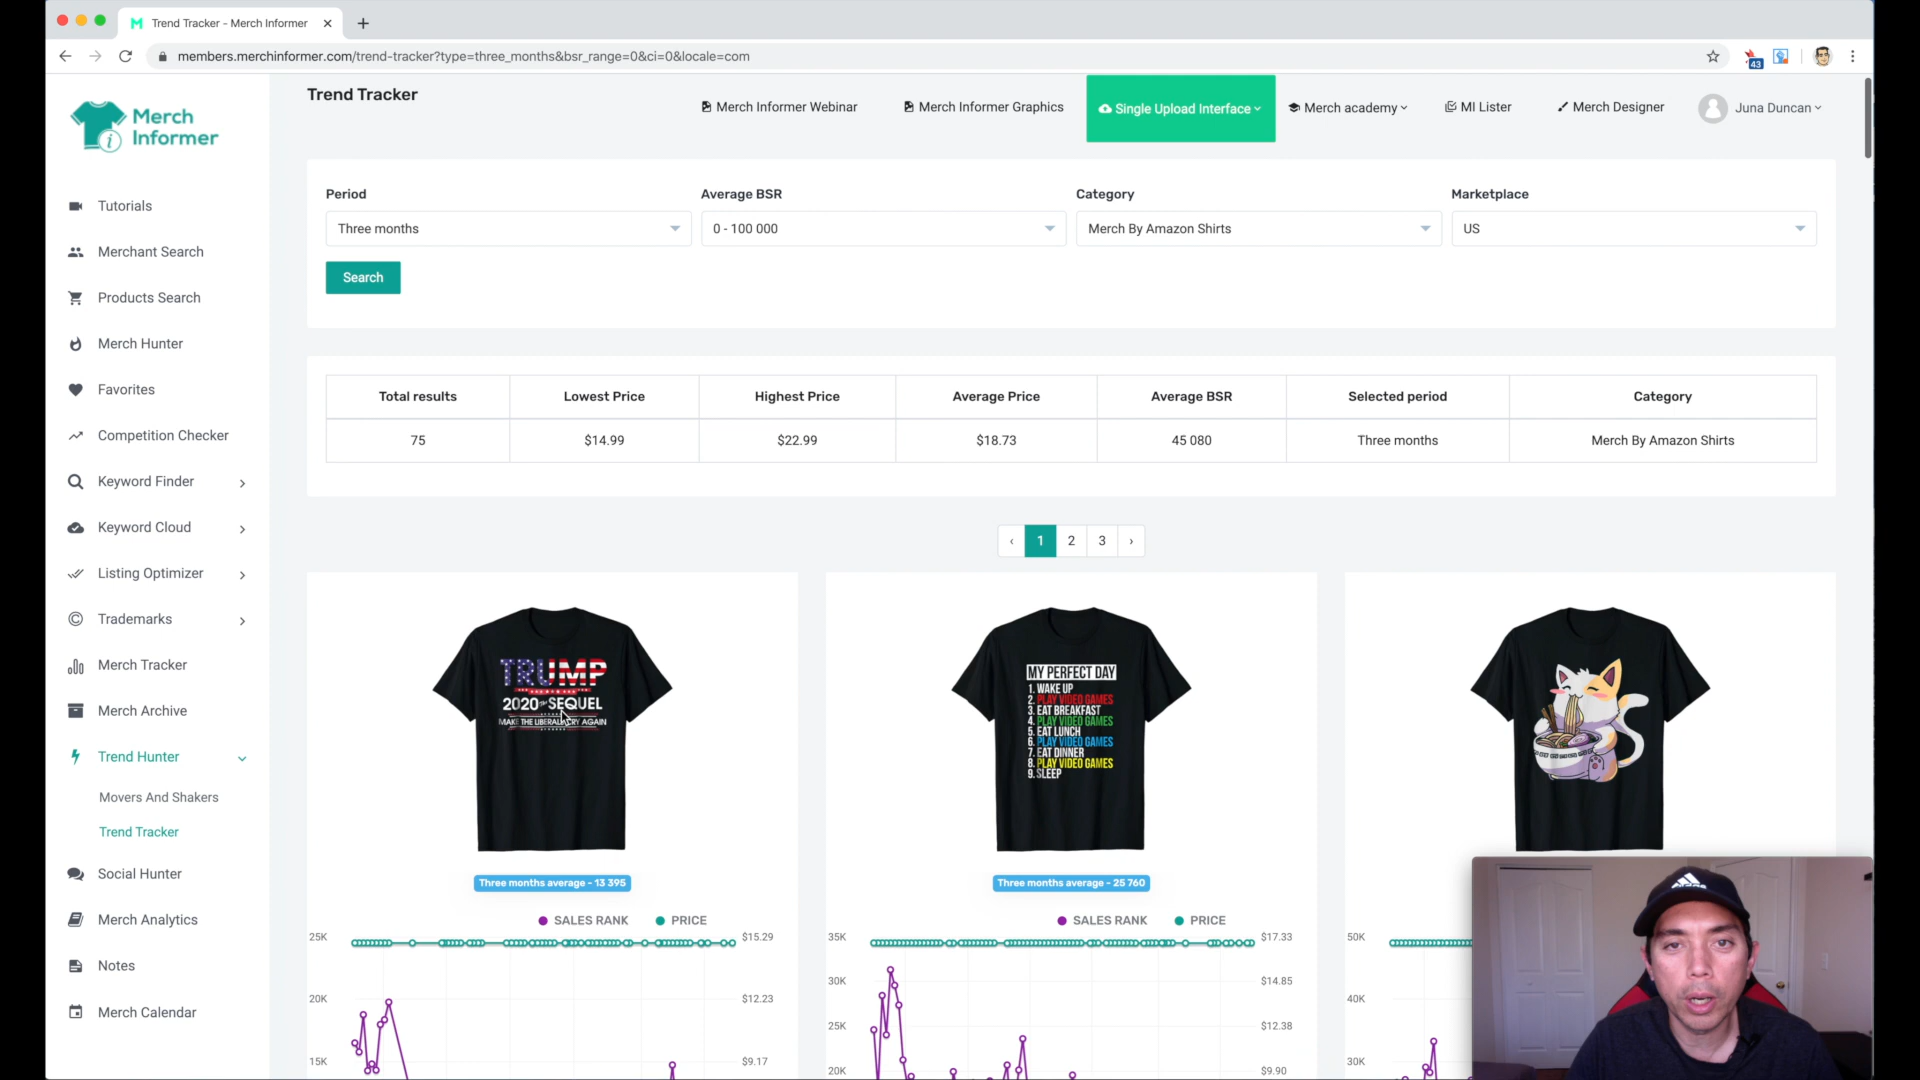 Trend Tracker - Merch Informer
members.merchinformer.com/trend-tracker?type=three_months&bsr_range=0&ci=0&locale=com
43
Merch
Informer
Trend Tracker
Merch Informer Webinar
Merch Informer Graphics
Single Upload Interface
Merch academy
MI Lister
Merch Designer
Juna Duncan
Tutorials
Merchant Search
Products Search
Merch Hunter
Favorites
Competition Checker
Keyword Finder
Keyword Cloud
Listing Optimizer
Trademarks
Merch Tracker
Merch Archive
Trend Hunter
Movers And Shakers
Trend Tracker
Social Hunter
Merch Analytics
Notes
Merch Calendar
Period
Average BSR
Category
Marketplace
Three months
0 - 100 000
Merch By Amazon Shirts
US
Search
Total results
Lowest Price
Highest Price
Average Price
Average BSR
Selected period
Category
75
$14.99
$22.99
$18.73
45 080
Three months
Merch By Amazon Shirts
‹ 1 2 3 ›
TRUMP
2020 THE SEQUEL
MAKE THE LIBERALS CRY AGAIN
Three months average - 13 395
SALES RANK
PRICE
25K
20K
15K
$15.29
$12.23
$9.17
MY PERFECT DAY
1. WAKE UP
2. PLAY VIDEO GAMES
3. EAT BREAKFAST
4. PLAY VIDEO GAMES
5. EAT LUNCH
6. PLAY VIDEO GAMES
7. EAT DINNER
8. PLAY VIDEO GAMES
9. SLEEP
Three months average - 25 760
SALES RANK
PRICE
35K
30K
25K
20K
$17.33
$14.85
$12.38
$9.90
50K
40K
30K
adidas